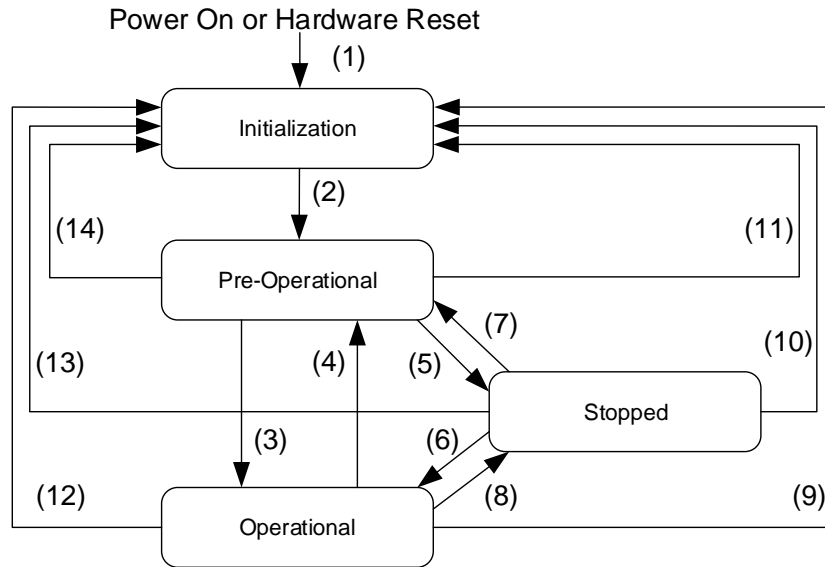 Power On or Hardware Reset
(1)
Initialization
(2)
(14)
(11)
Pre-Operational
(7)
(4)
(5)
(10)
(13)
Stopped
(3)
(6)
(12)
(8)
(9)
Operational